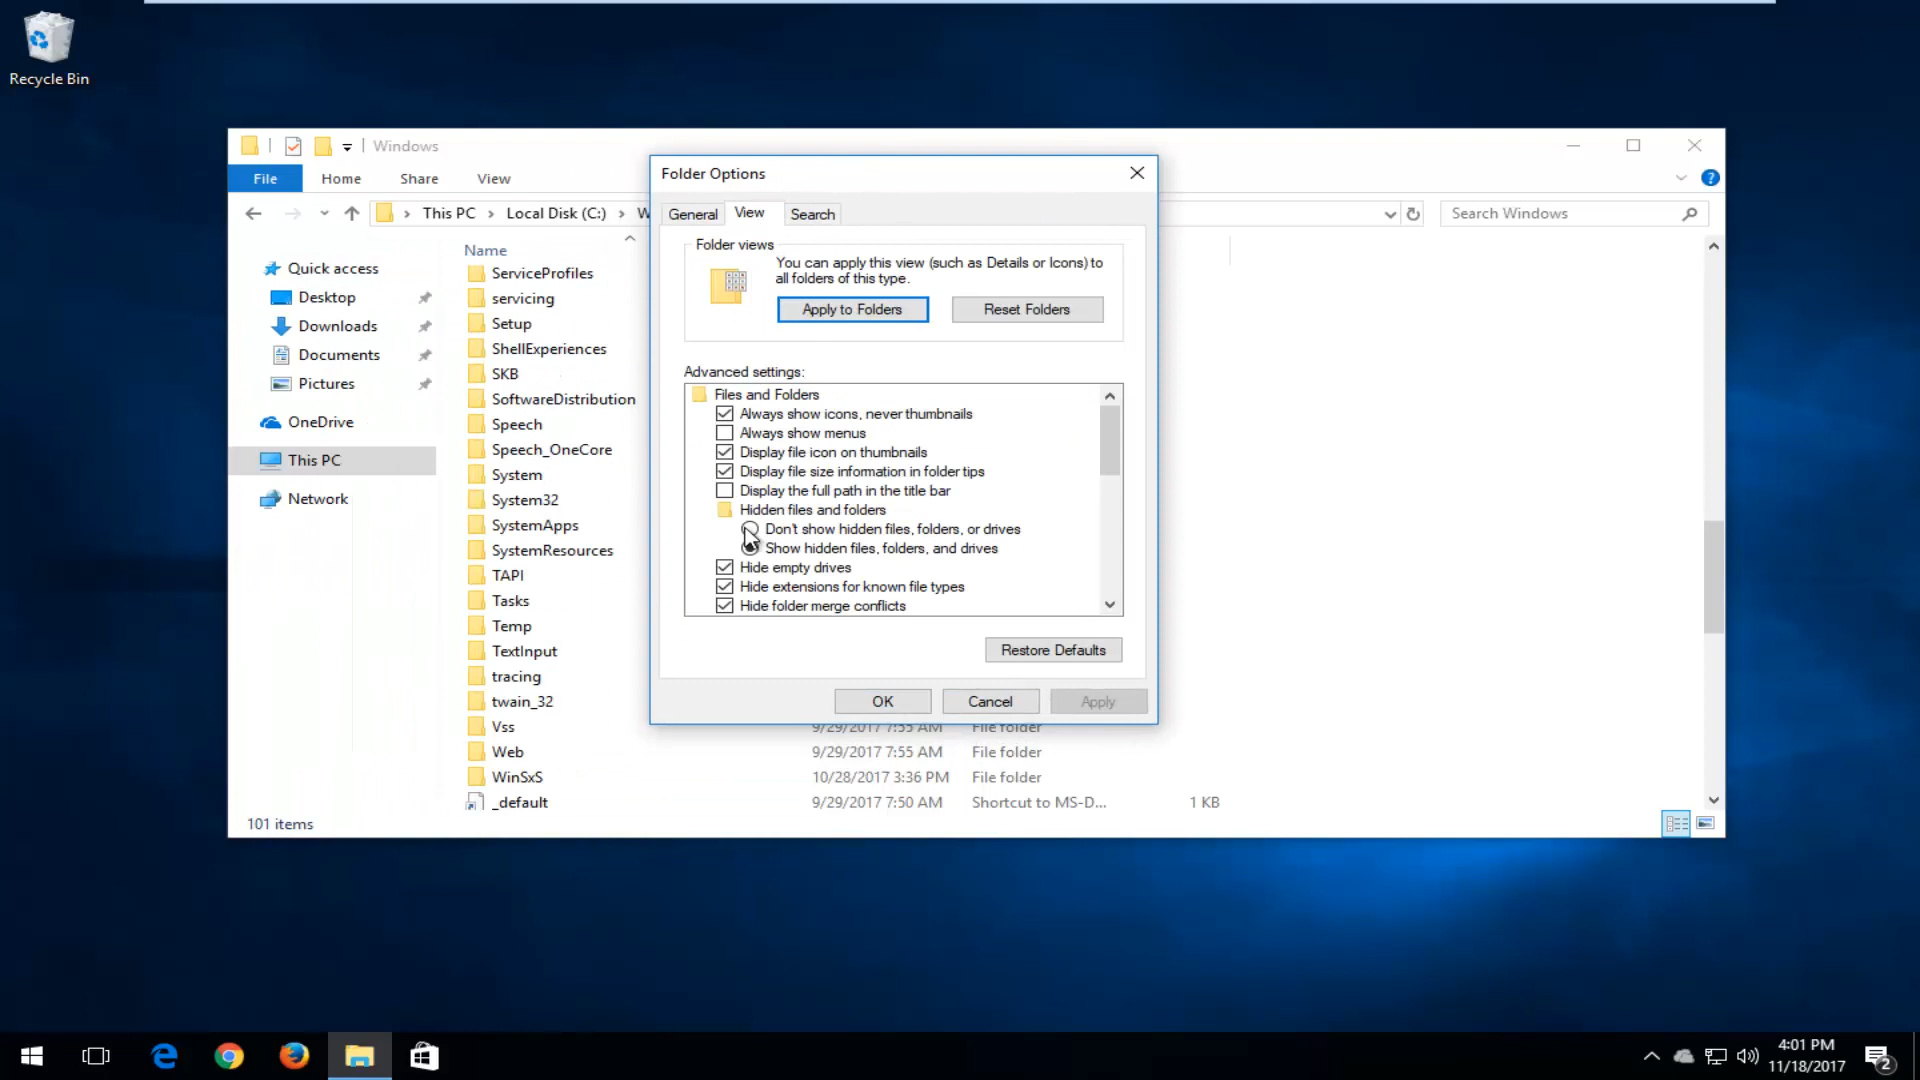 Recycle Bin
Windows
File Home Share View
This PC Local Disk (C:) W
Search Windows
Quick access
Desktop
Downloads
Documents
Pictures
OneDrive
This PC
Network
Name
ServiceProfiles
servicing
Setup
ShellExperiences
SKB
SoftwareDistribution
Speech
Speech_OneCore
System
System32
SystemApps
SystemResources
TAPI
Tasks
Temp
TextInput
tracing
twain_32
Vss 9/29/2017 7:55 AM File folder
Web 9/29/2017 7:55 AM File folder
WinSxS 10/28/2017 3:36 PM File folder
_default 9/29/2017 7:50 AM Shortcut to MS-D... 1 KB
101 items
Folder Options
General View Search
Folder views
You can apply this view (such as Details or Icons) to
all folders of this type.
Apply to Folders Reset Folders
Advanced settings:
Files and Folders
Always show icons, never thumbnails
Always show menus
Display file icon on thumbnails
Display file size information in folder tips
Display the full path in the title bar
Hidden files and folders
Don't show hidden files, folders, or drives
Show hidden files, folders, and drives
Hide empty drives
Hide extensions for known file types
Hide folder merge conflicts
Restore Defaults
OK Cancel Apply
4:01 PM
11/18/2017
2